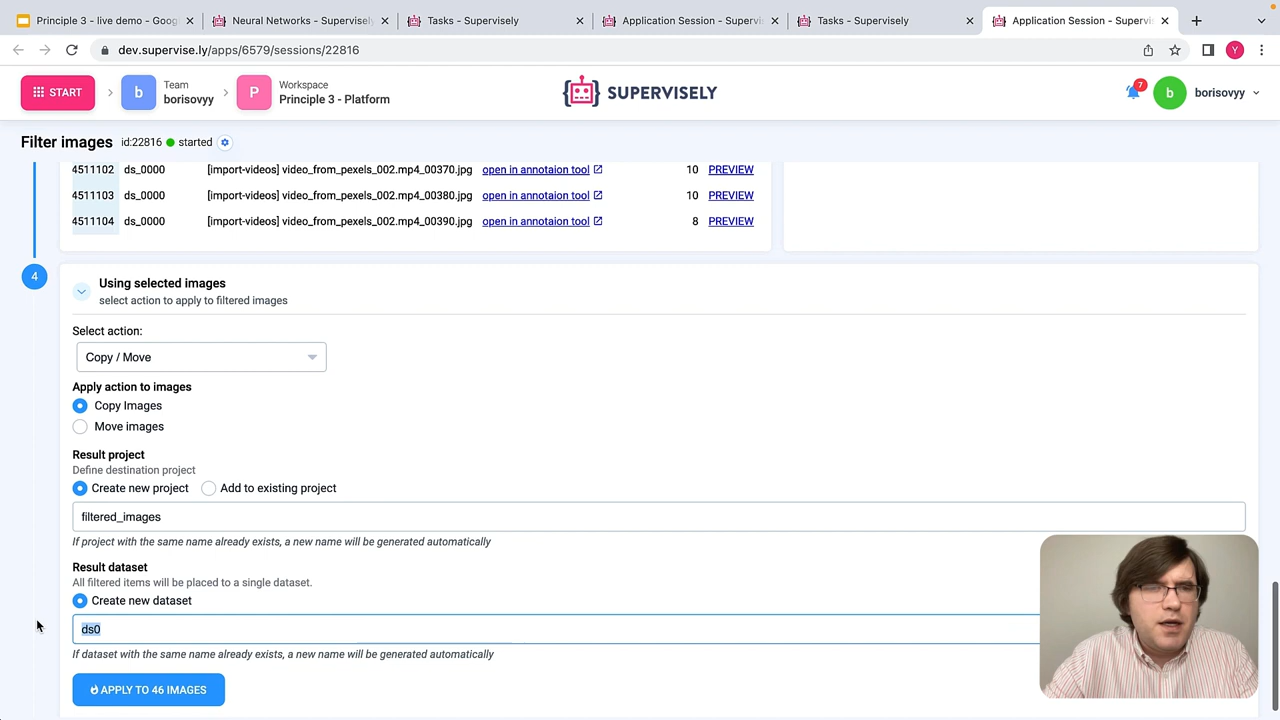 Principle 3 - live demo - Goog
Neural Networks - Supervisely
Tasks - Supervisely
Application Session - Supervi
Tasks - Supervisely
Application Session - Supervi
dev.supervise.ly/apps/6579/sessions/22816
Y
START
b
Team
borisovyy
P
Workspace
Principle 3 - Platform
SUPERVISELY
7
b
borisovyy
Filter images id:22816 started
4511102 ds_0000 [import-videos] video_from_pexels_002.mp4_00370.jpg open in annotaion tool 10 PREVIEW
4511103 ds_0000 [import-videos] video_from_pexels_002.mp4_00380.jpg open in annotaion tool 10 PREVIEW
4511104 ds_0000 [import-videos] video_from_pexels_002.mp4_00390.jpg open in annotaion tool 8 PREVIEW
4
Using selected images
select action to apply to filtered images
Select action:
Copy / Move
Apply action to images
Copy Images
Move images
Result project
Define destination project
Create new project Add to existing project
filtered_images
If project with the same name already exists, a new name will be generated automatically
Result dataset
All filtered items will be placed to a single dataset.
Create new dataset
ds0
If dataset with the same name already exists, a new name will be generated automatically
APPLY TO 46 IMAGES